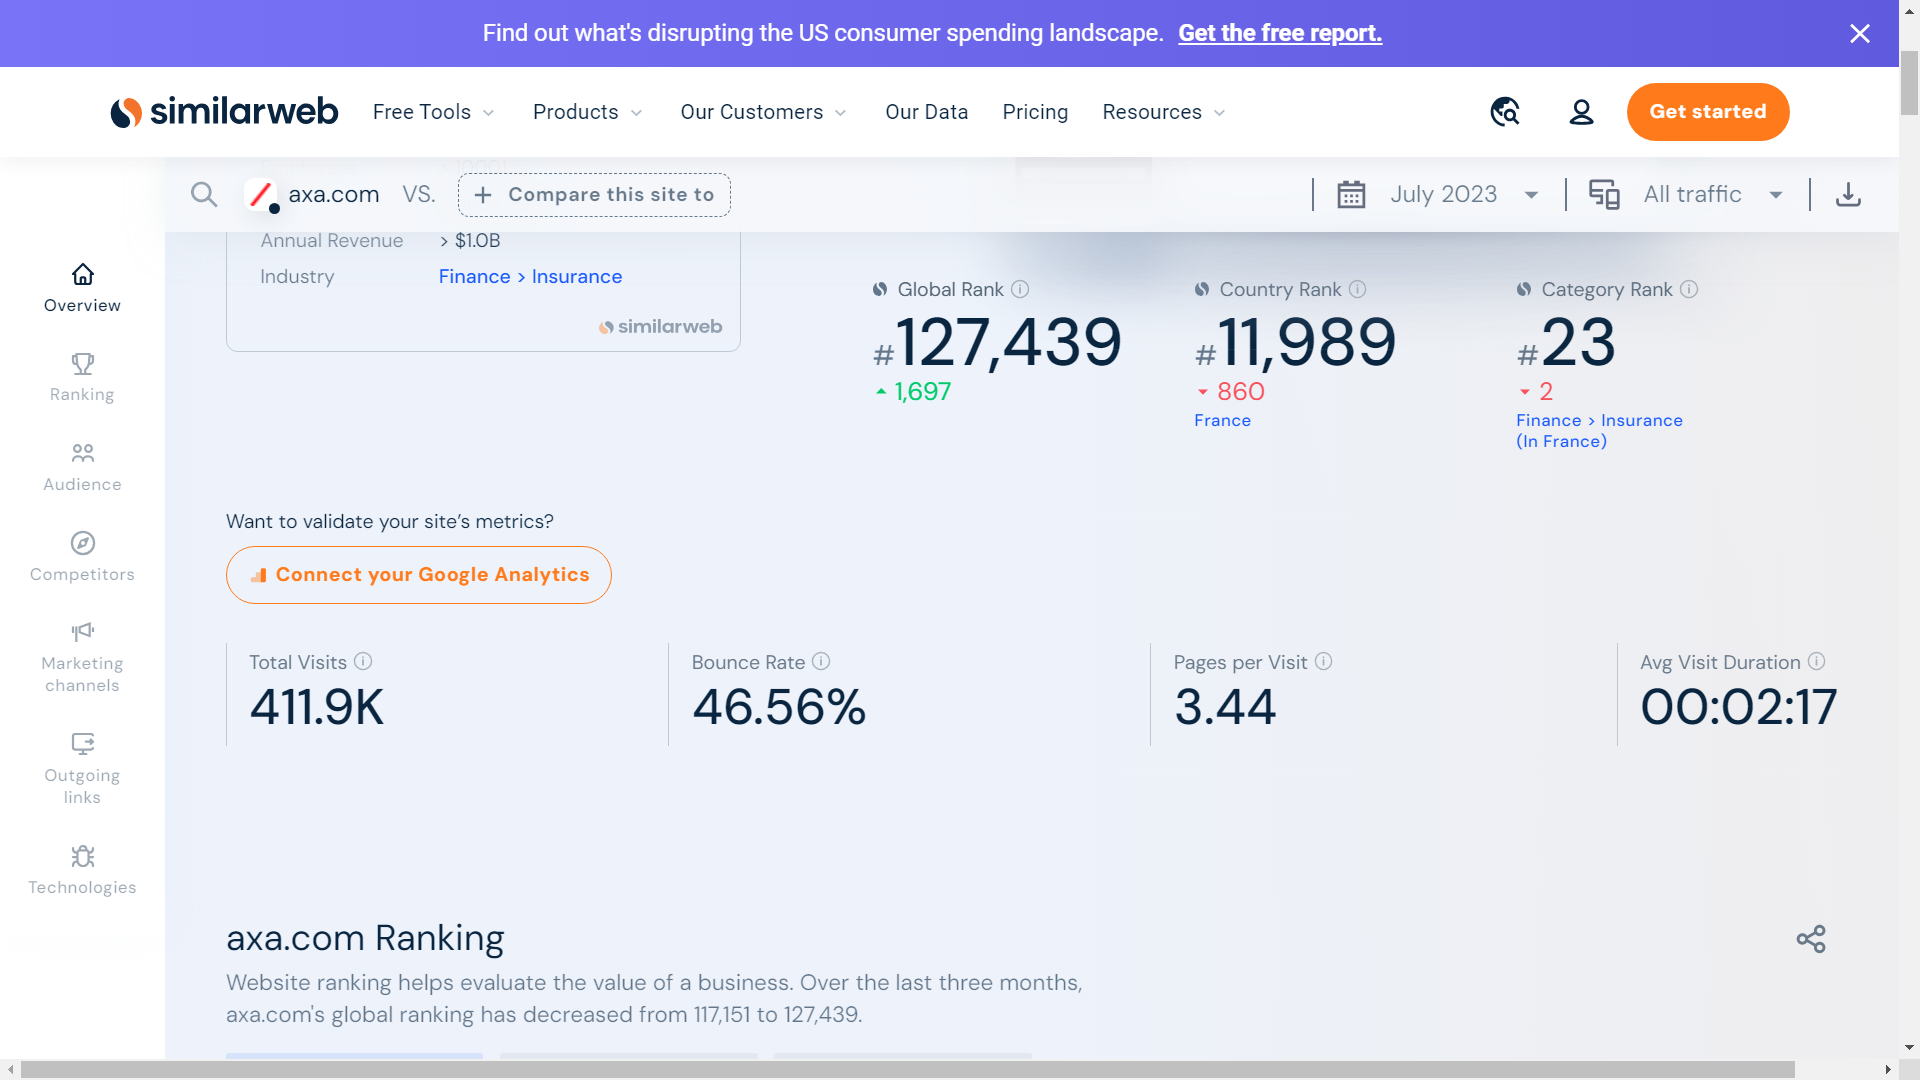 Find out what's disrupting the US consumer spending landscape. Get the free report.
similarweb
Free Tools
Products
Our Customers
Our Data
Pricing
Resources
Get started
axa.com
VS.
+ Compare this site to
July 2023
All traffic
Overview
Ranking
Audience
Competitors
Marketing
channels
Outgoing
links
Technologies
Annual Revenue > $1.0B
Industry Finance > Insurance
similarweb
Global Rank
#127,439
1,697
Country Rank
#11,989
860
France
Category Rank
#23
2
Finance > Insurance
(In France)
Want to validate your site’s metrics?
Connect your Google Analytics
Total Visits
411.9K
Bounce Rate
46.56%
Pages per Visit
3.44
Avg Visit Duration
00:02:17
axa.com Ranking
Website ranking helps evaluate the value of a business. Over the last three months,
axa.com's global ranking has decreased from 117,151 to 127,439.